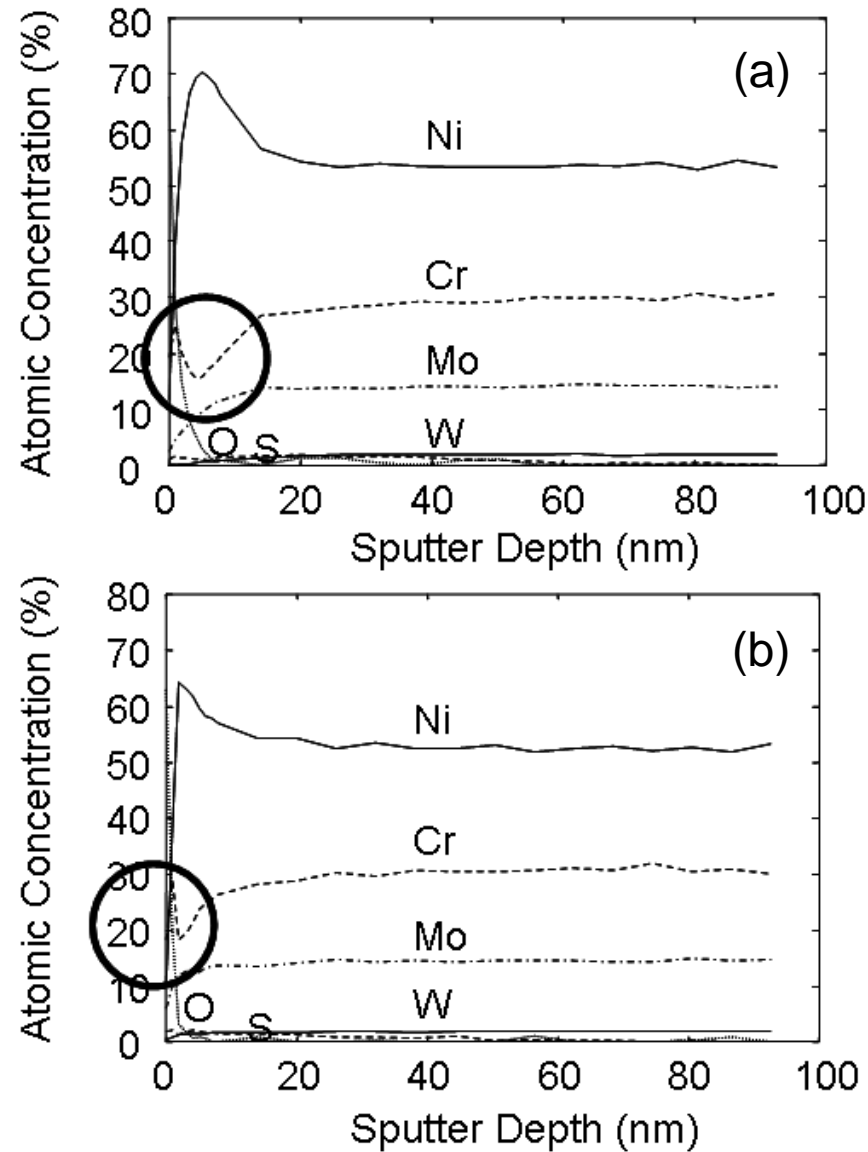 80
70
60
50
40
30
20
10
0
Atomic Concentration (%)
(a)
Ni
Cr
Mo
W
O
S
0 20 40 60 80 100
Sputter Depth (nm)
80
70
60
50
40
30
20
10
0
Atomic Concentration (%)
(b)
Ni
Cr
Mo
W
O
S
0 20 40 60 80 100
Sputter Depth (nm)